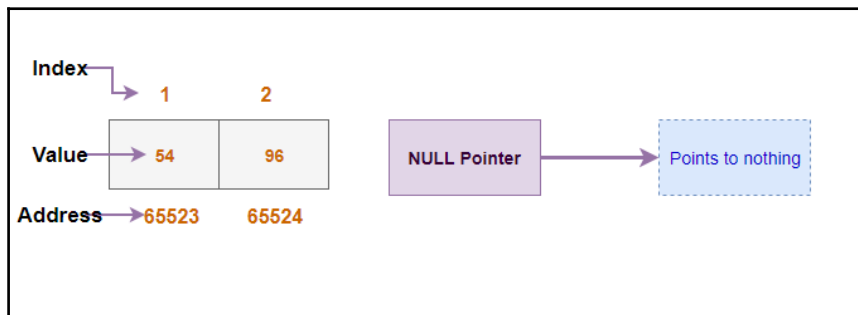 Index
1 2
Value
54 96
NULL Pointer
Points to nothing
Address
65523 65524